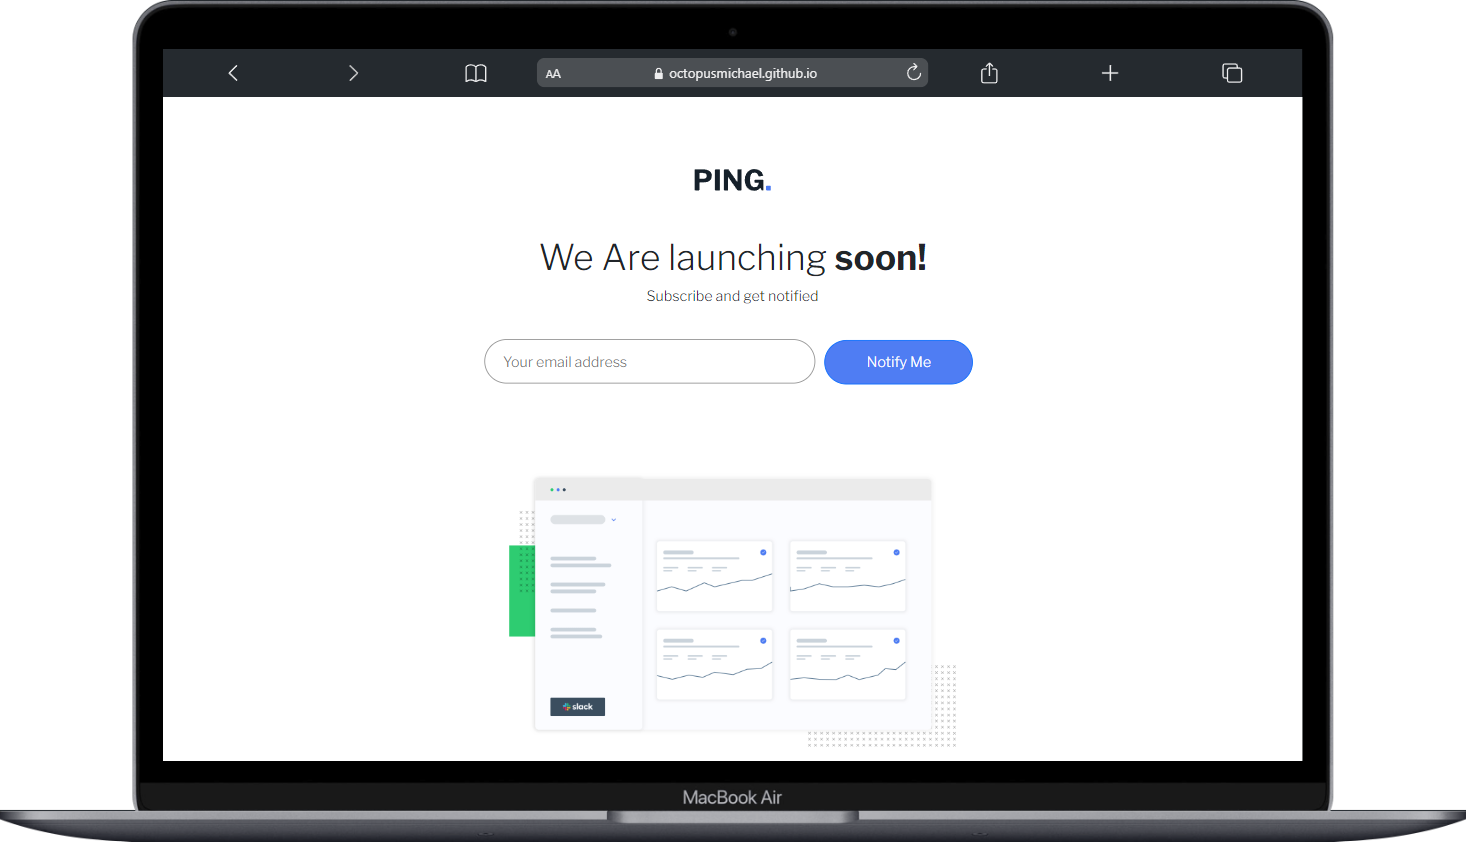 AA octopusmichael.github.io
PING.
We Are launching soon!
Subscribe and get notified
Your email address
Notify Me
slack
MacBook Air